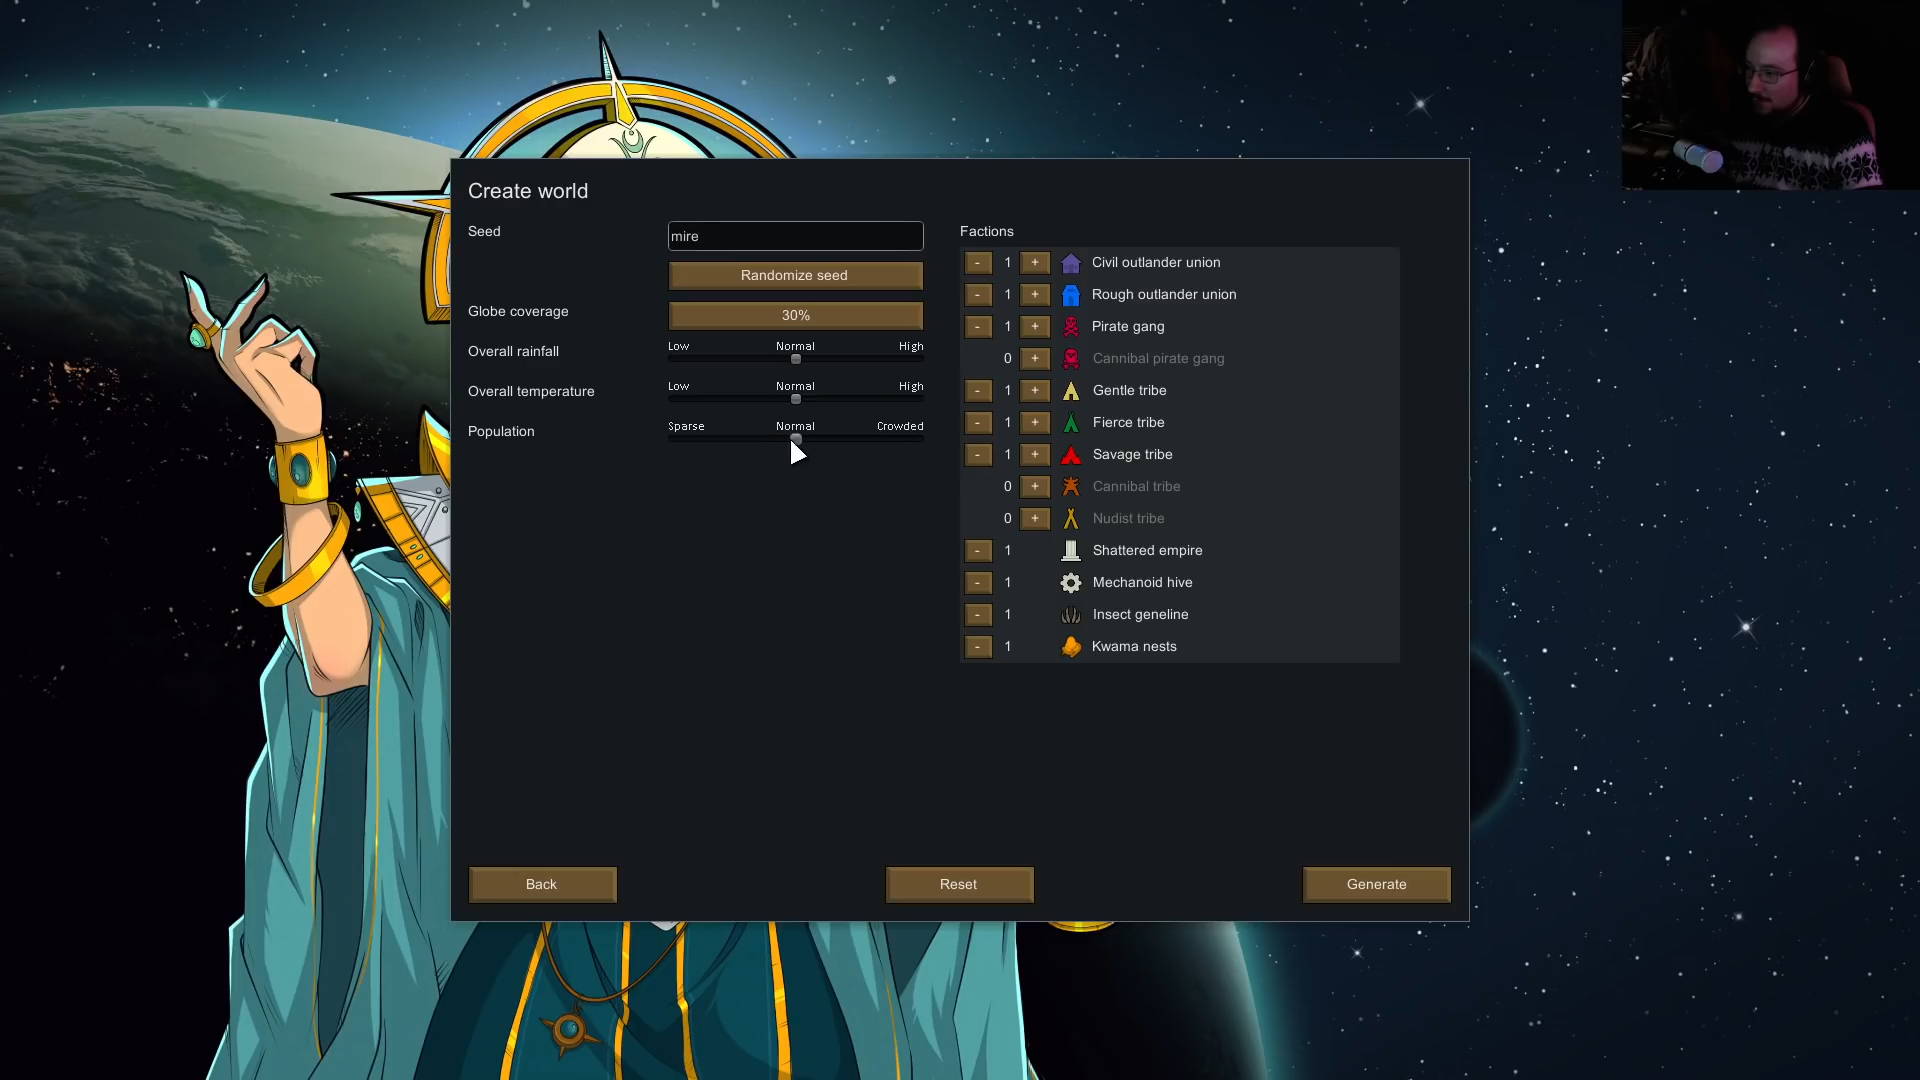 Create world
Seed
mire
Randomize seed
Globe coverage
30%
Overall rainfall
Low Normal High
Overall temperature
Low Normal High
Population
Sparse Normal Crowded
Factions
- 1 + Civil outlander union
- 1 + Rough outlander union
- 1 + Pirate gang
0 + Cannibal pirate gang
- 1 + Gentle tribe
- 1 + Fierce tribe
- 1 + Savage tribe
0 + Cannibal tribe
0 + Nudist tribe
- 1 Shattered empire
- 1 Mechanoid hive
- 1 Insect geneline
- 1 Kwama nests
Back
Reset
Generate